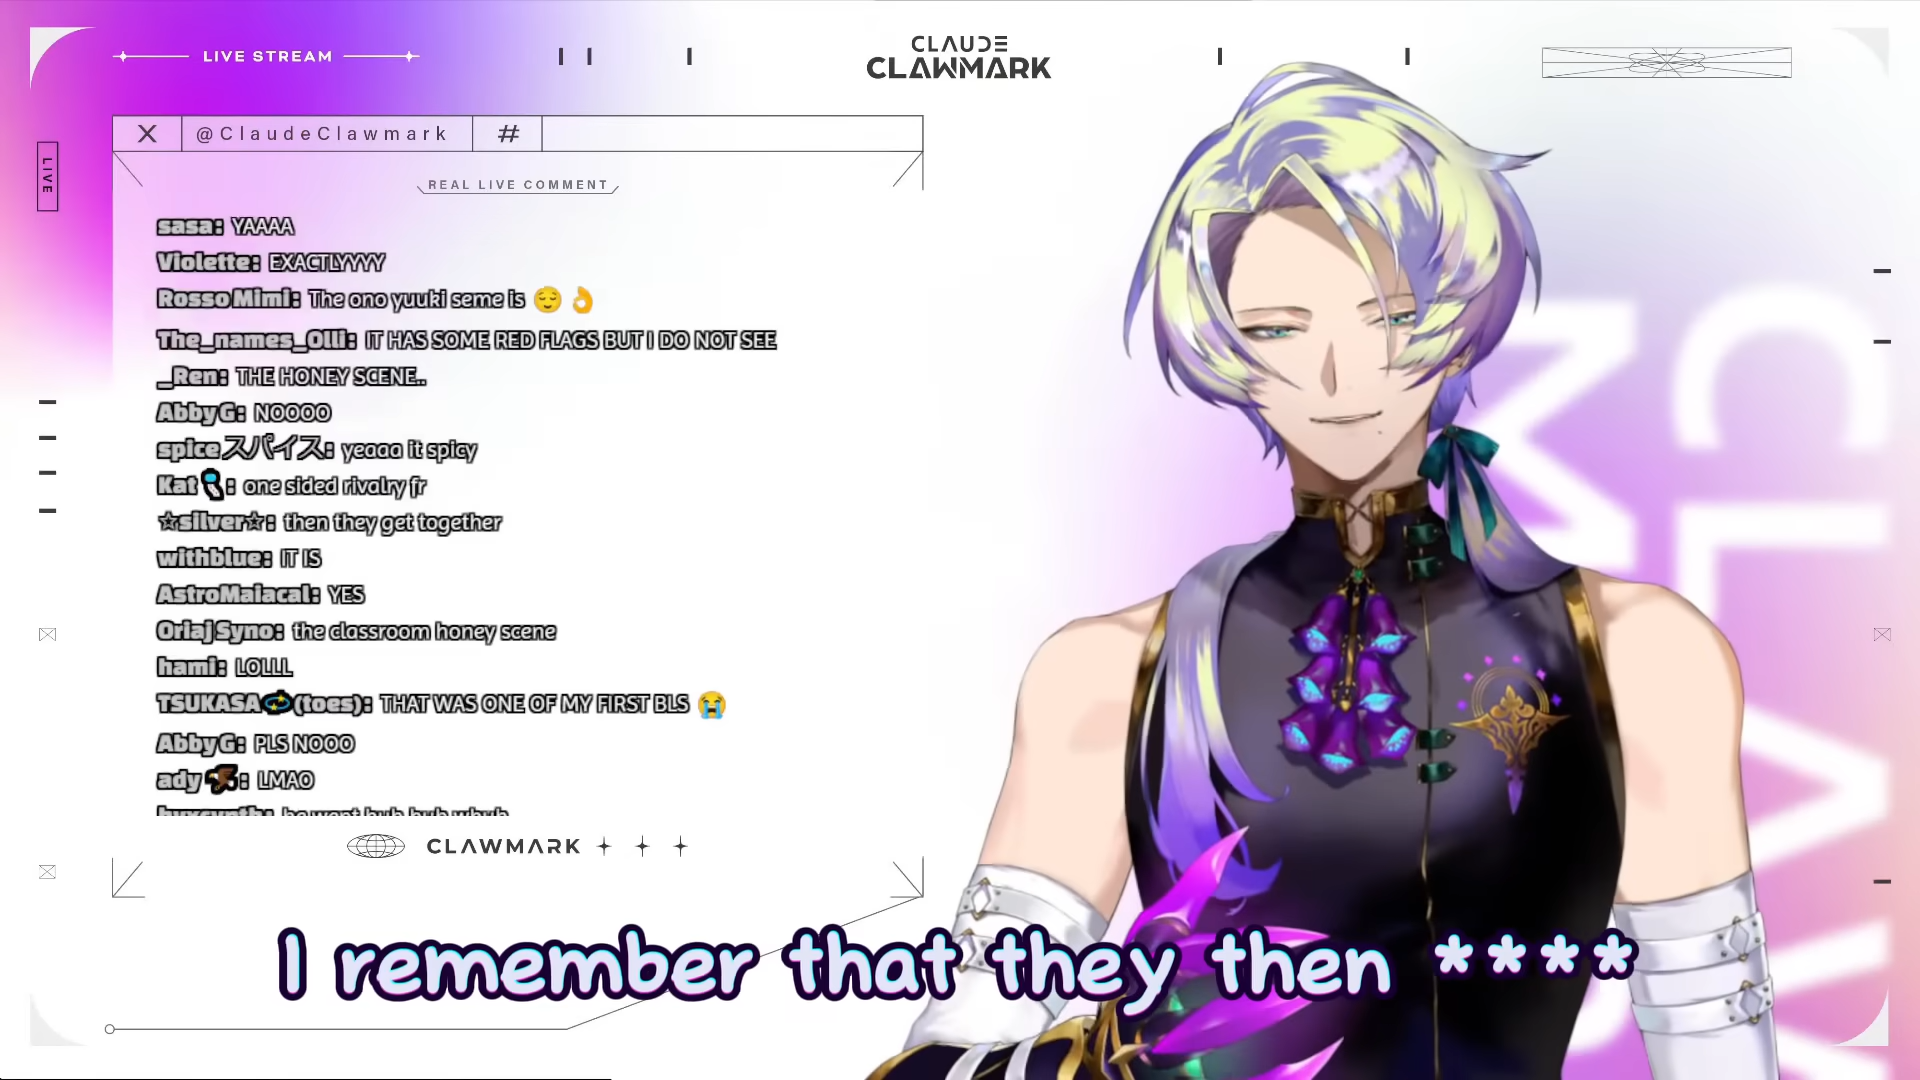 LIVE STREAM
CLAUDE
CLAWMARK
LIVE
X @ClaudeClawmark #
REAL LIVE COMMENT
sasa: YAAAA
Violette: EXACTLYYYY
RossoMimi: The ono yuuki seme is 😌 👌
The_names_Olli: IT HAS SOME RED FLAGS BUT I DO NOT SEE
_Ren: THE HONEY SCENE..
AbbyG: NOOOO
spiceスパイス: yeaaa it spicy
Kat: one sided rivalry fr
☆silver☆: then they get together
withblue: IT IS
AstroMaiacal: YES
Oriaj Syno: the classroom honey scene
hami: LOLLL
TSUKASA💫(toes): THAT WAS ONE OF MY FIRST BLS 😭
AbbyG: PLS NOOO
ady: LMAO
CLAWMARK
I remember that they then ****